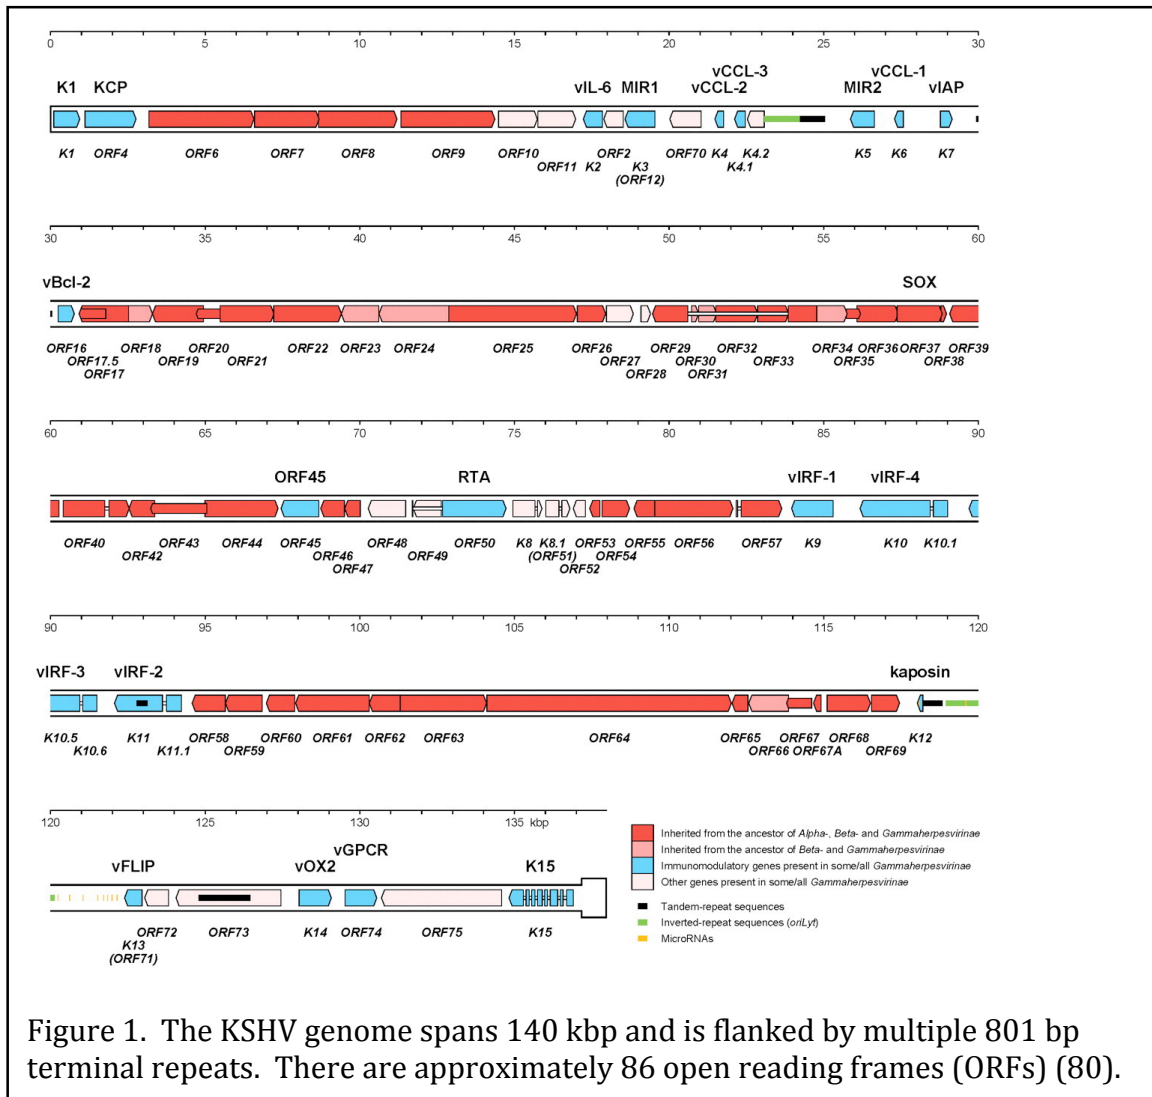 0 5 10 15 20 25 30
vCCL-3 vCCL-1
K1 KCP vIL-6 MIR1 vCCL-2 MIR2 vIAP
K1 ORF4 ORF6 ORF7 ORF8 ORF9 ORF10 ORF2 ORF70 K4 K4.2 K5 K6 K7
ORF11 K2 K3 K4.1
(ORF12)
30 35 40 45 50 55 60
vBcl-2 SOX
ORF16 ORF18 ORF20 ORF22 ORF23 ORF24 ORF25 ORF26 ORF29 ORF32 ORF34 ORF36 ORF37 ORF39
ORF17.5 ORF19 ORF21 ORF27 ORF30 ORF33 ORF35 ORF38
ORF17 ORF28 ORF31
60 65 70 75 80 85 90
ORF45 RTA vIRF-1 vIRF-4
ORF40 ORF43 ORF44 ORF45 ORF48 ORF50 K8 K8.1 ORF53 ORF55 ORF56 ORF57 K9 K10 K10.1
ORF42 ORF46 ORF49 (ORF51) ORF54
ORF47 ORF52
90 95 100 105 110 115 120
vIRF-3 vIRF-2 kaposin
K10.5 K11 ORF58 ORF60 ORF61 ORF62 ORF63 ORF64 ORF65 ORF67 ORF68 K12
K10.6 K11.1 ORF59 ORF66 ORF67A ORF69
120 125 130 135 kbp
vGPCR
vFLIP vOX2 K15
ORF72 ORF73 K14 ORF74 ORF75 K15
K13
(ORF71)
Inherited from the ancestor of Alpha-, Beta- and Gammaherpesvirinae
Inherited from the ancestor of Beta- and Gammaherpesvirinae
Immunomodulatory genes present in some/all Gammaherpesvirinae
Other genes present in some/all Gammaherpesvirinae
Tandem-repeat sequences
Inverted-repeat sequences (oriLyt)
MicroRNAs
Figure 1. The KSHV genome spans 140 kbp and is flanked by multiple 801 bp
terminal repeats. There are approximately 86 open reading frames (ORFs) (80).